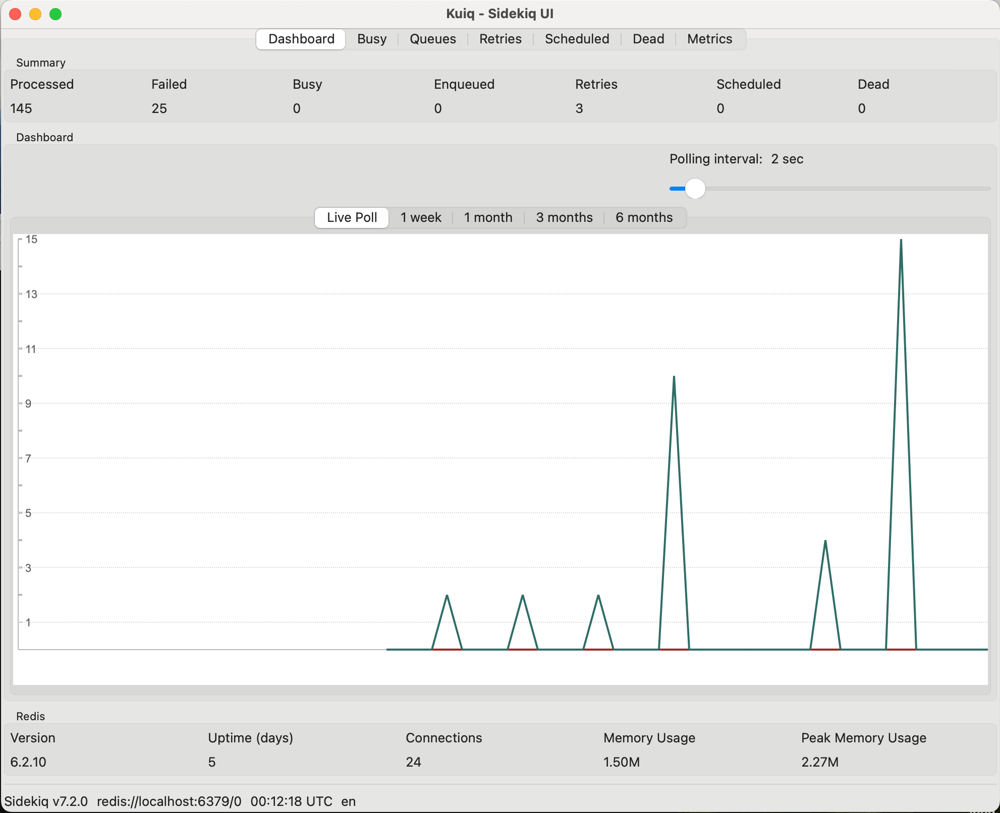 Kuiq - Sidekiq UI
Dashboard Busy Queues Retries Scheduled Dead Metrics
Summary
Processed Failed Busy Enqueued Retries Scheduled Dead
145 25 0 0 3 0 0
Dashboard
Polling interval: 2 sec
Live Poll 1 week 1 month 3 months 6 months
15
13
11
9
7
5
3
1
Redis
Version Uptime (days) Connections Memory Usage Peak Memory Usage
6.2.10 5 24 1.50M 2.27M
Sidekiq v7.2.0 redis://localhost:6379/0 00:12:18 UTC en